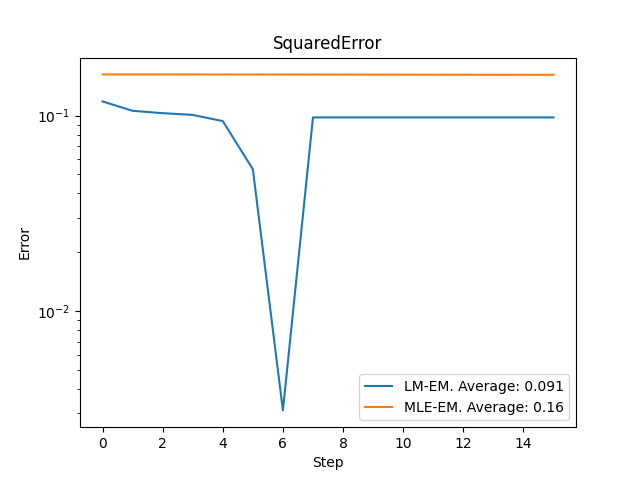 SquaredError
Error
10⁻¹
10⁻²
LM-EM. Average: 0.091
MLE-EM. Average: 0.16
0 2 4 6 8 10 12 14
Step